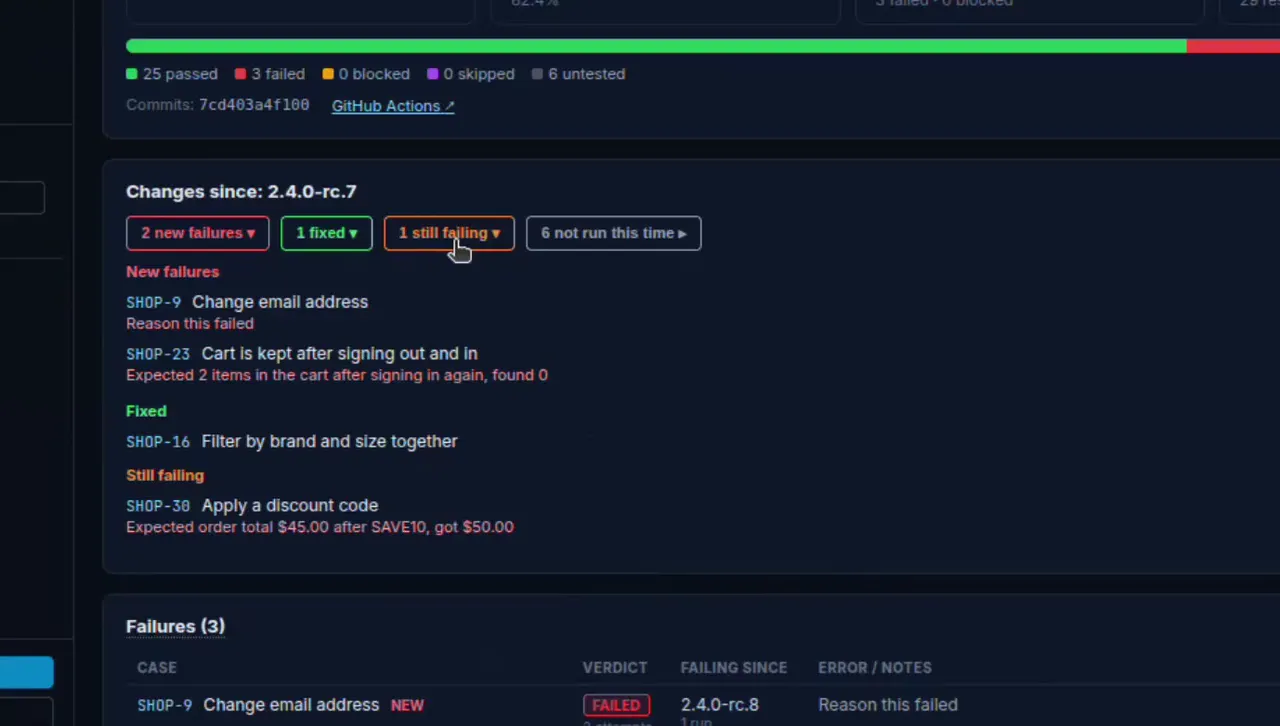 3 failed · 0 blocked
25 passed 3 failed 0 blocked 0 skipped 6 untested
Commits: 7cd403a4f100 GitHub Actions ↗
Changes since: 2.4.0-rc.7
2 new failures ▾ 1 fixed ▾ 1 still failing ▾ 6 not run this time ▸
New failures
SHOP-9 Change email address
Reason this failed
SHOP-23 Cart is kept after signing out and in
Expected 2 items in the cart after signing in again, found 0
Fixed
SHOP-16 Filter by brand and size together
Still failing
SHOP-30 Apply a discount code
Expected order total $45.00 after SAVE10, got $50.00
Failures (3)
CASE VERDICT FAILING SINCE ERROR / NOTES
SHOP-9 Change email address NEW FAILED 2.4.0-rc.8 Reason this failed
1 run